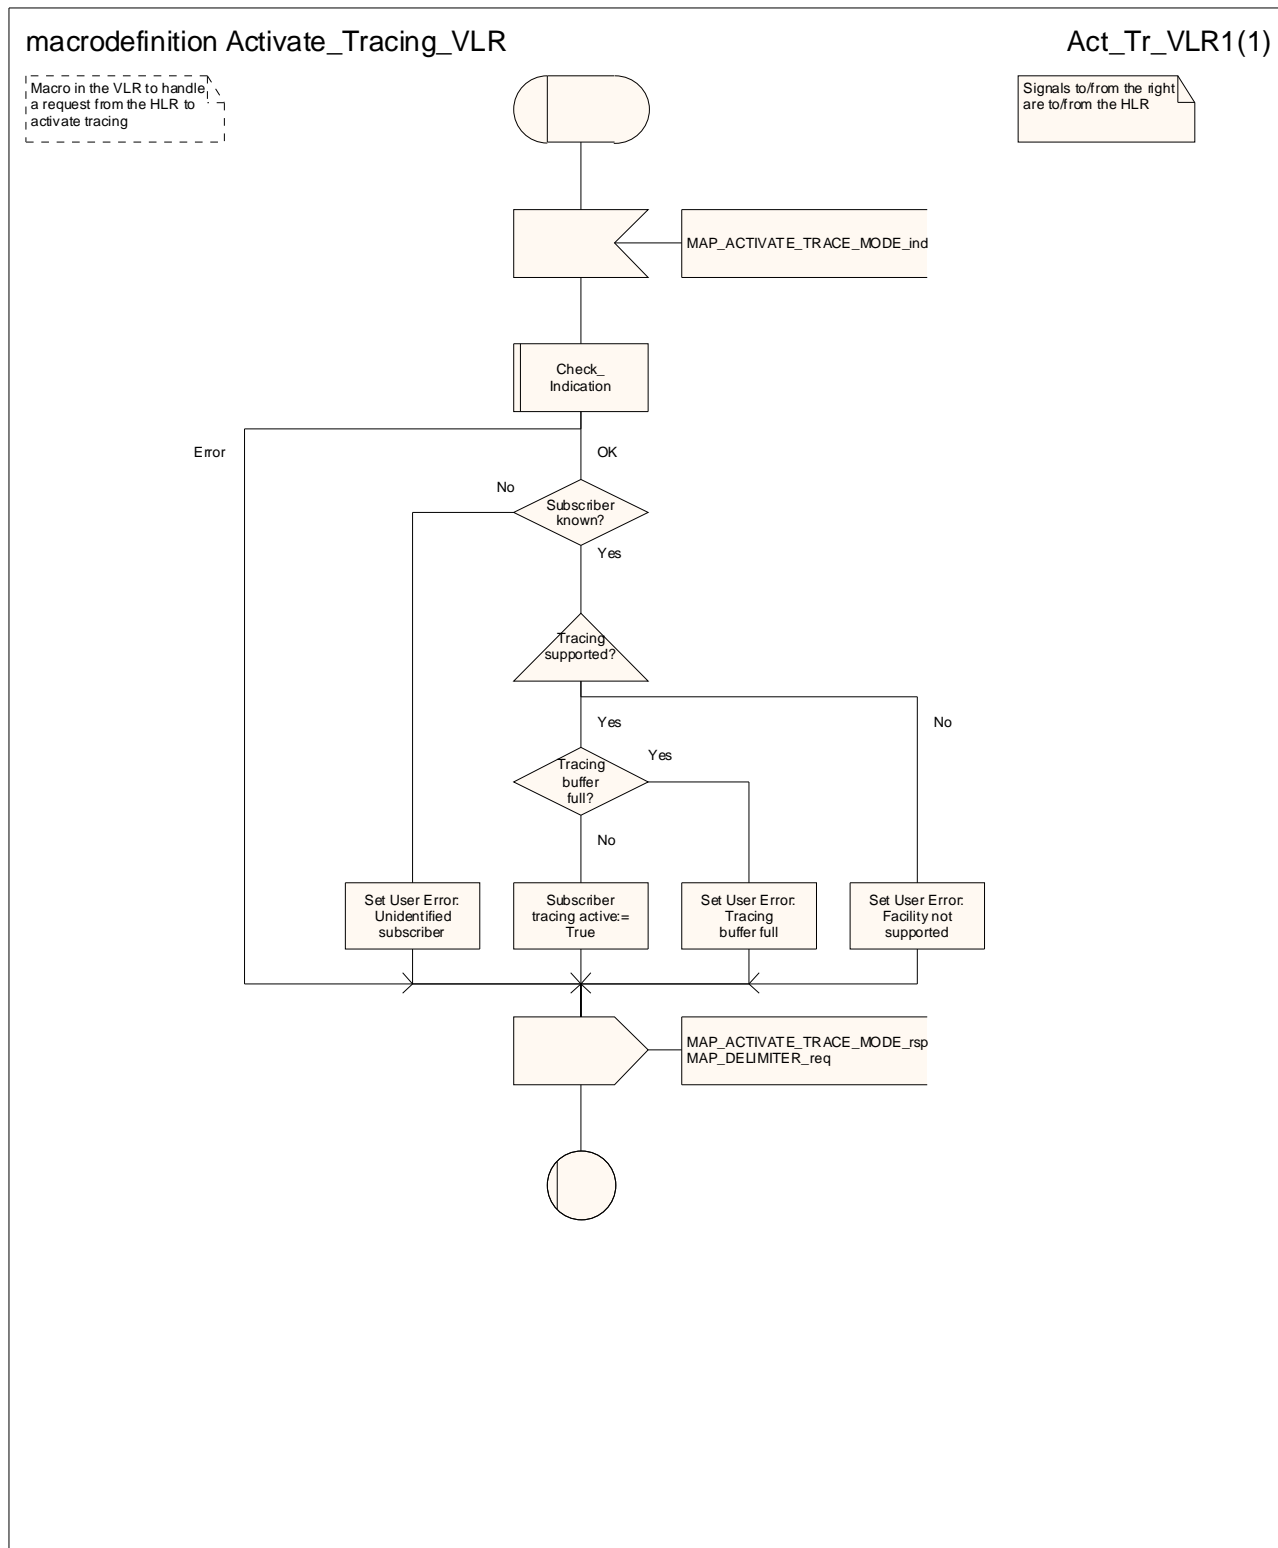 macrodefinition Activate_Tracing_VLR
Act_Tr_VLR1(1)
Macro in the VLR to handle
a request from the HLR to
activate tracing
Signals to/from the right
are to/from the HLR
MAP_ACTIVATE_TRACE_MODE_ind
Check_
Indication
Error
OK
No
Subscriber
known?
Yes
Tracing
supported?
Yes
No
Yes
Tracing
buffer
full?
No
Set User Error:
Unidentified
subscriber
Subscriber
tracing active:=
True
Set User Error:
Tracing
buffer full
Set User Error:
Facility not
supported
MAP_ACTIVATE_TRACE_MODE_rsp
MAP_DELIMITER_req